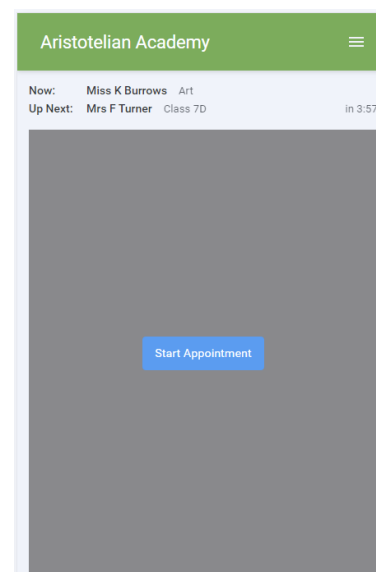 Aristotelian Academy
Now: Miss K Burrows Art
Up Next: Mrs F Turner Class 7D in 3:57
Start Appointment